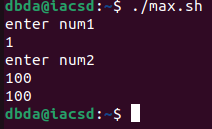 dbda@iacsd:~$ ./max.sh
enter num1
1
enter num2
100
100
dbda@iacsd:~$